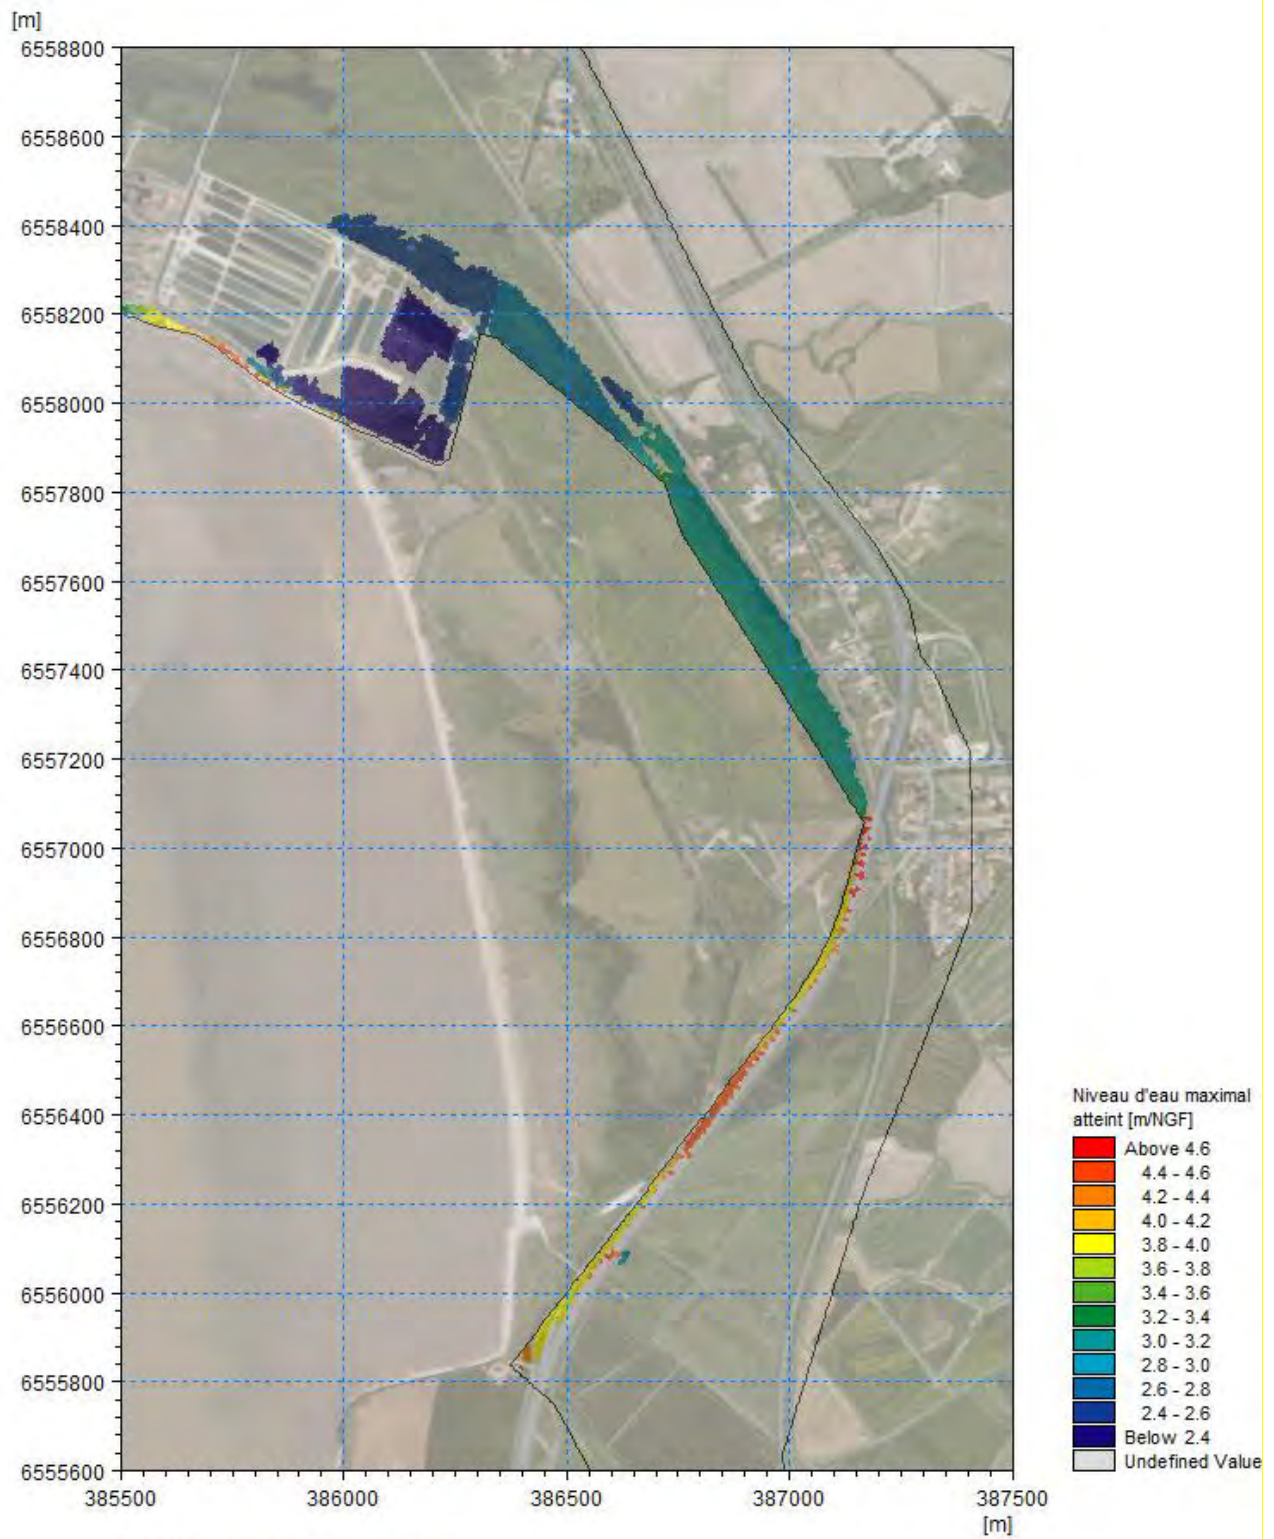 [m]
6558800
6558600
6558400
6558200
6558000
6557800
6557600
6557400
6557200
6557000
6556800
6556600
6556400
6556200
6556000
6555800
6555600
385500 386000 386500 387000 387500
[m]
Niveau d'eau maximal
atteint [m/NGF]
Above 4.6
4.4 - 4.6
4.2 - 4.4
4.0 - 4.2
3.8 - 4.0
3.6 - 3.8
3.4 - 3.6
3.2 - 3.4
3.0 - 3.2
2.8 - 3.0
2.6 - 2.8
2.4 - 2.6
Below 2.4
Undefined Value